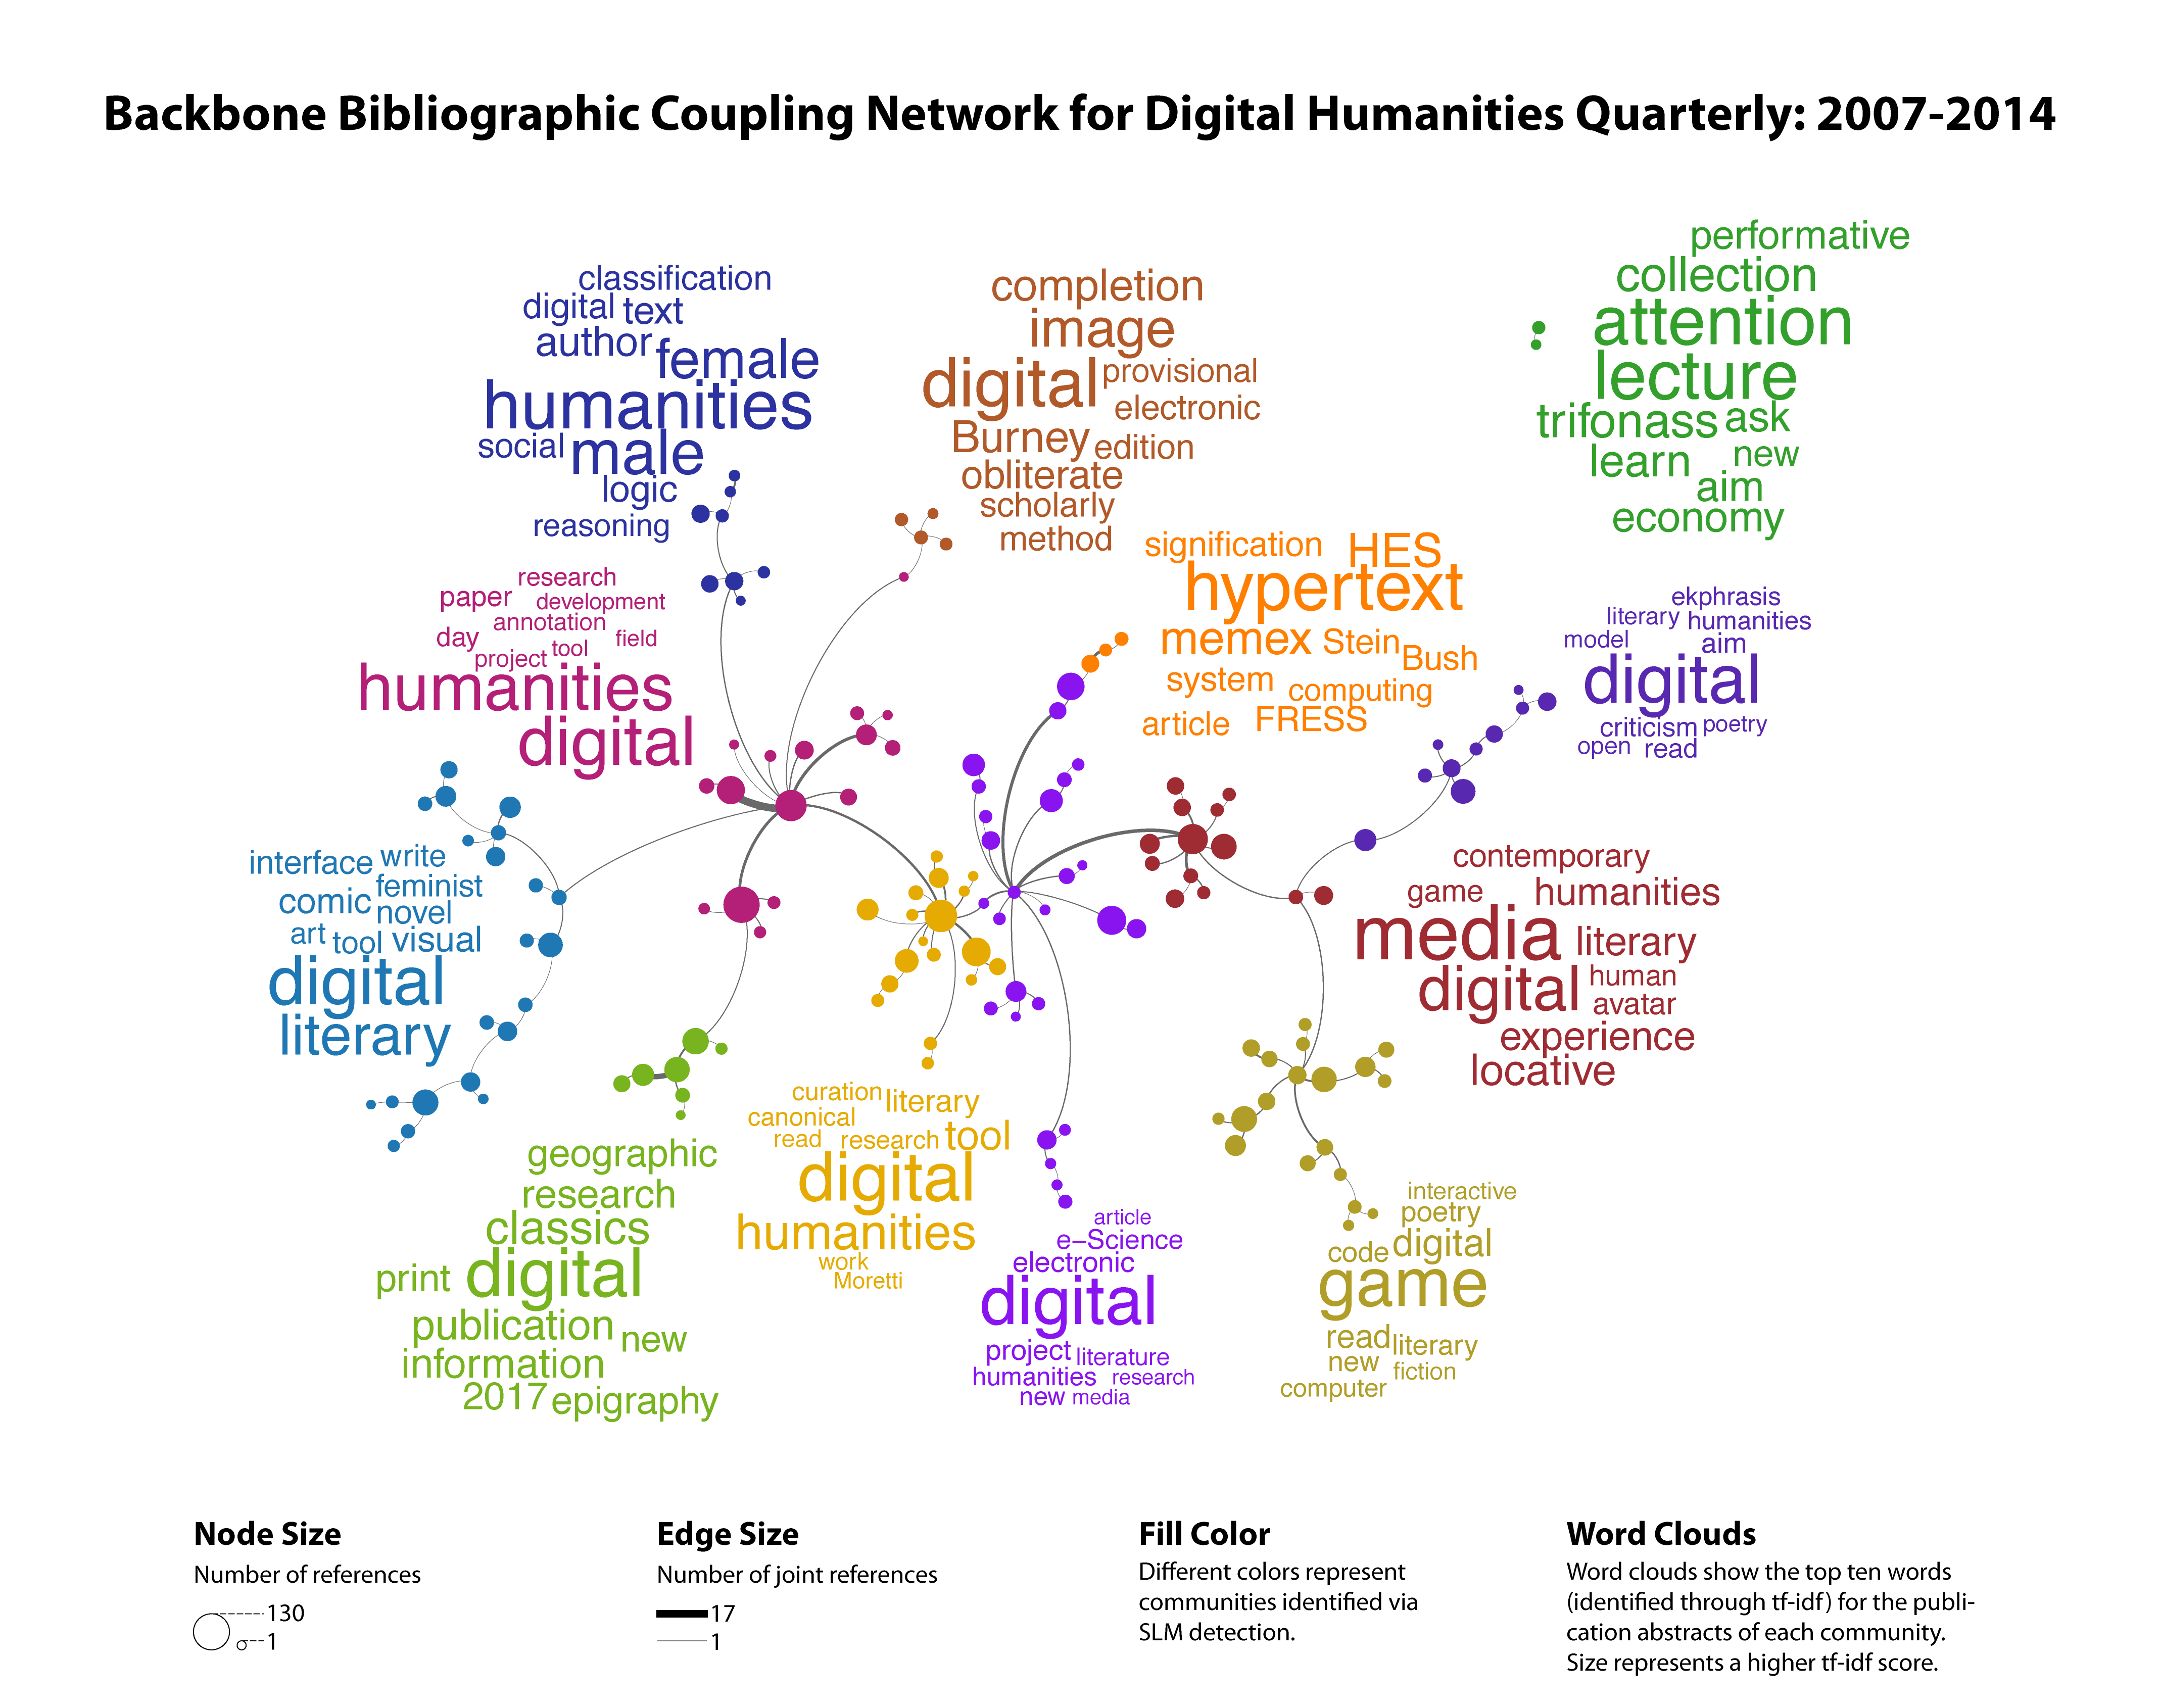 Backbone Bibliographic Coupling Network for Digital Humanities Quarterly: 2007-2014
classification
digital text
author female
humanities
social male
logic
reasoning
completion
image
digital provisional
electronic
Burney edition
obliterate
scholarly
method
performative
collection
attention
lecture
trifonass ask
learn new
aim
economy
research
paper development
annotation
day field
project tool
humanities
digital
signification HES
hypertext
memex Stein Bush
system computing
article FRESS
ekphrasis
literary humanities
model aim
digital
criticism poetry
open read
interface write
comic feminist
novel
art tool visual
digital
literary
contemporary
game humanities
media literary
digital human
avatar
experience
locative
geographic
research
classics
print digital
publication new
information
2017 epigraphy
curation literary
canonical
read research tool
digital
humanities
work
Moretti
article
e–Science
electronic
digital
project literature
humanities research
new media
interactive
poetry
code digital
game
read literary
new fiction
computer
Node Size
Number of references
130
1
Edge Size
Number of joint references
17
1
Fill Color
Different colors represent
communities identified via
SLM detection.
Word Clouds
Word clouds show the top ten words
(identified through tf-idf) for the publi-
cation abstracts of each community.
Size represents a higher tf-idf score.